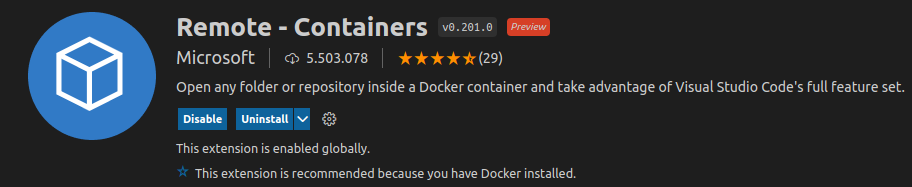 Remote - Containers v0.201.0 Preview
Microsoft 5.503.078 (29)
Open any folder or repository inside a Docker container and take advantage of Visual Studio Code's full feature set.
Disable Uninstall
This extension is enabled globally.
This extension is recommended because you have Docker installed.